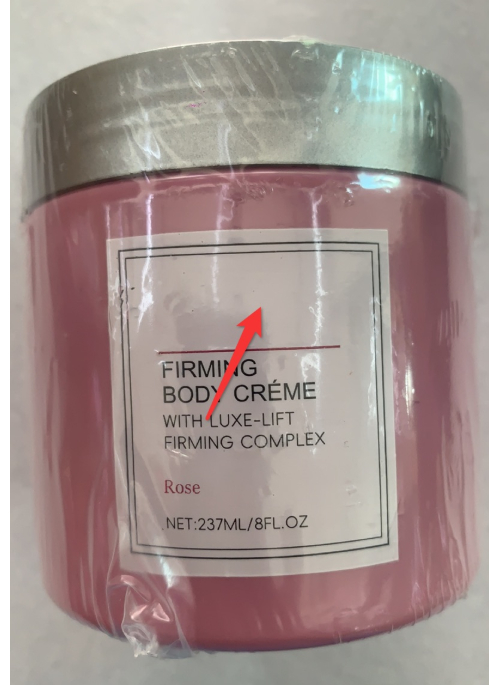 FIRMING
BODY CRÉME
WITH LUXE-LIFT
FIRMING COMPLEX
Rose
NET:237ML/8FL.OZ